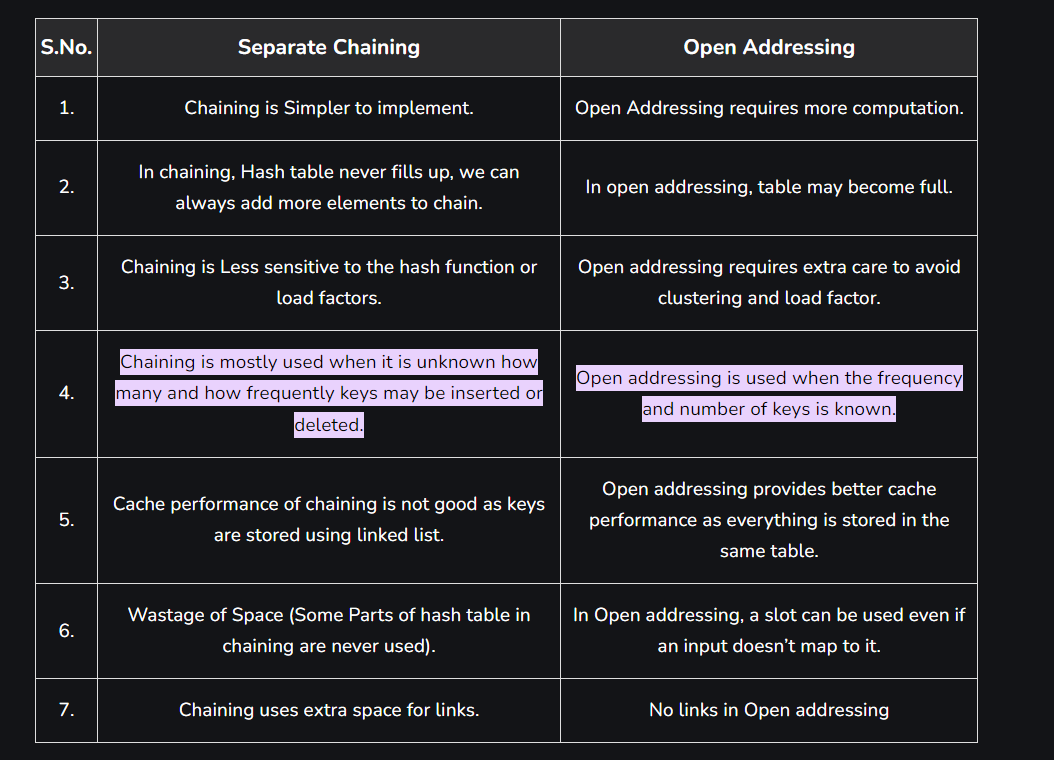 S.No. Separate Chaining Open Addressing
1. Chaining is Simpler to implement. Open Addressing requires more computation.
2. In chaining, Hash table never fills up, we can
always add more elements to chain.
In open addressing, table may become full.
3. Chaining is Less sensitive to the hash function or
load factors.
Open addressing requires extra care to avoid
clustering and load factor.
4. Chaining is mostly used when it is unknown how
many and how frequently keys may be inserted or
deleted.
Open addressing is used when the frequency
and number of keys is known.
5. Cache performance of chaining is not good as keys
are stored using linked list.
Open addressing provides better cache
performance as everything is stored in the
same table.
6. Wastage of Space (Some Parts of hash table in
chaining are never used).
In Open addressing, a slot can be used even if
an input doesn’t map to it.
7. Chaining uses extra space for links. No links in Open addressing